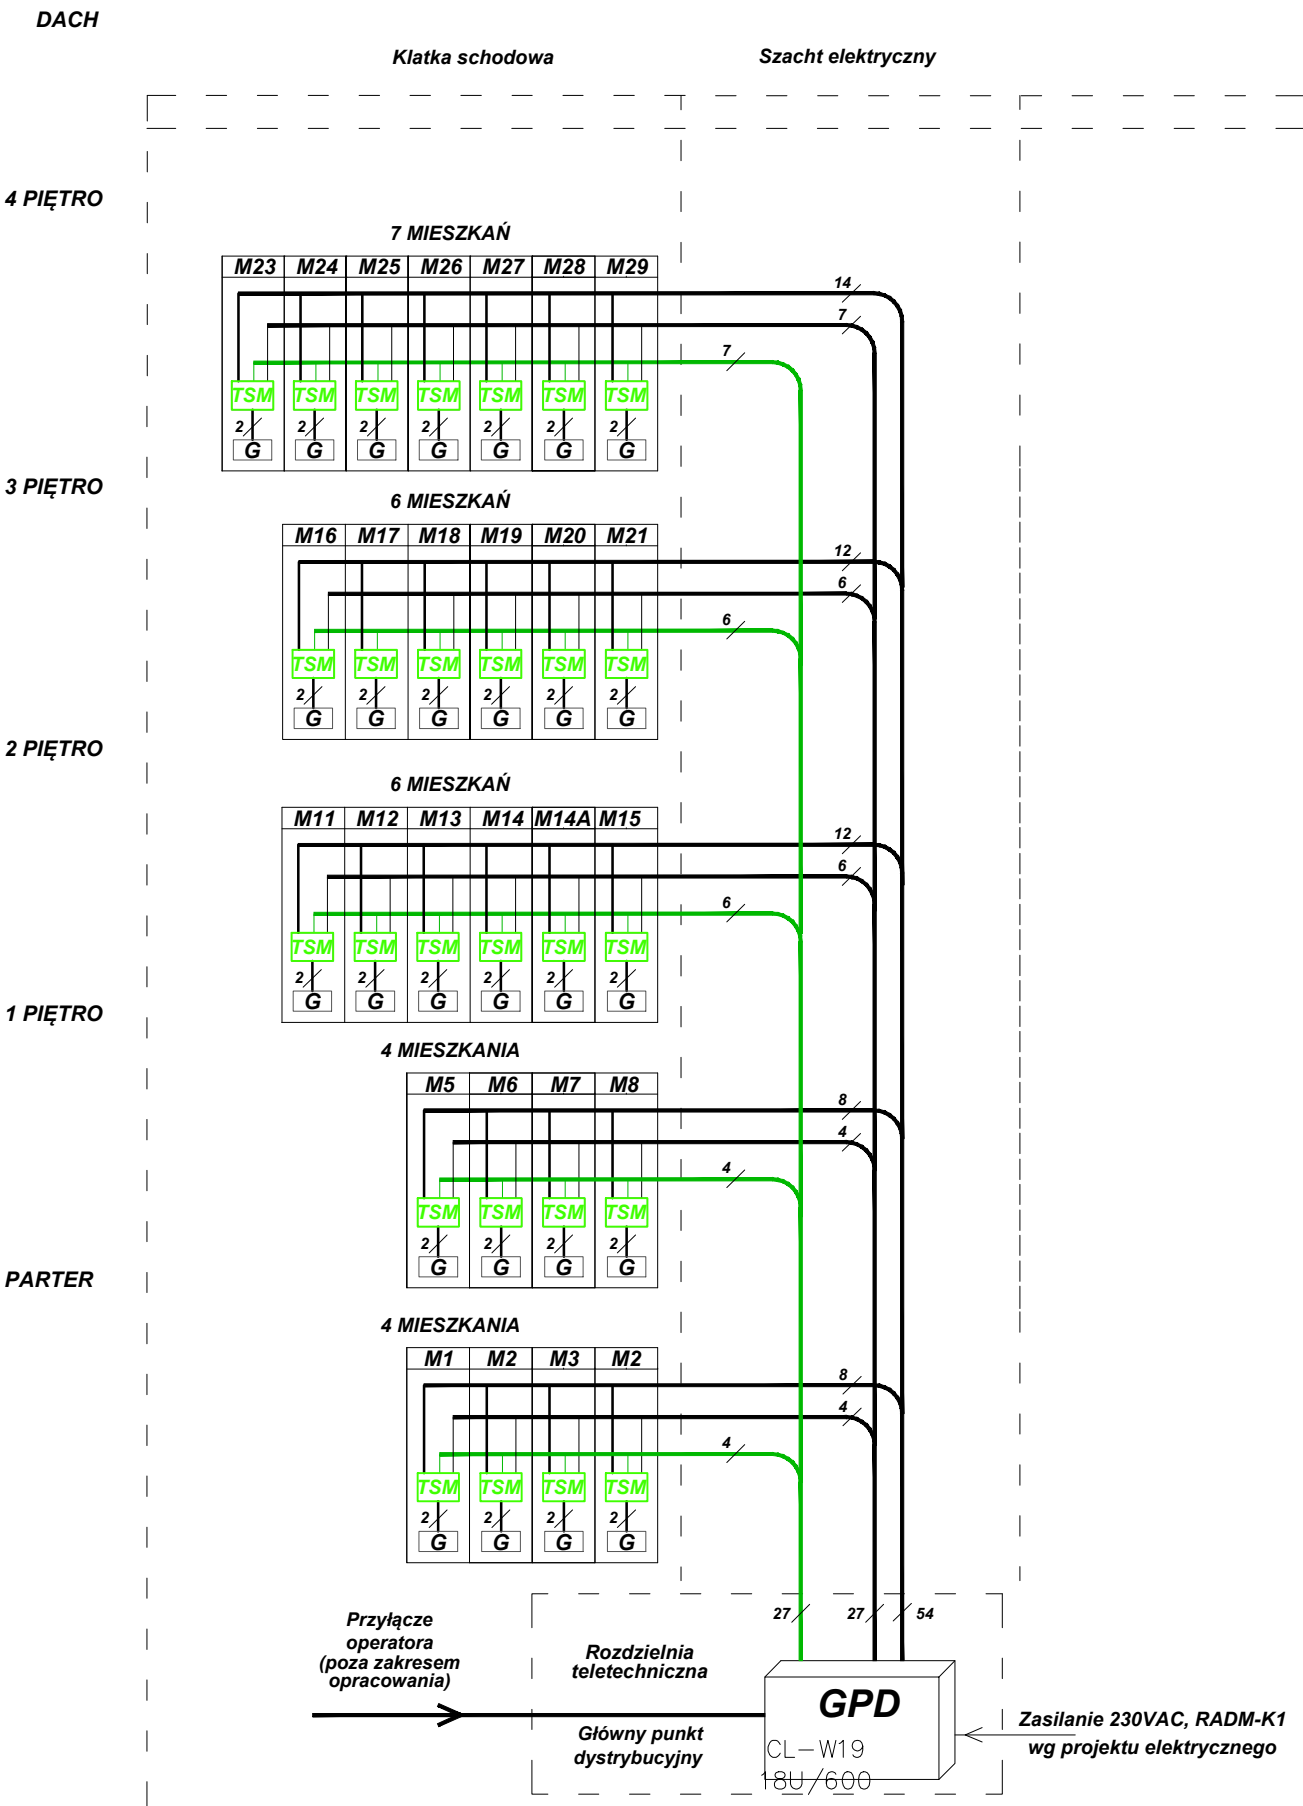 DACH
Klatka schodowa
Szacht elektryczny
4 PIĘTRO
7 MIESZKAŃ
M23 M24 M25 M26 M27 M28 M29
14
7
7
TSM TSM TSM TSM TSM TSM TSM
2 2 2 2 2 2 2
G G G G G G G
3 PIĘTRO
6 MIESZKAŃ
M16 M17 M18 M19 M20 M21
12
6
6
TSM TSM TSM TSM TSM TSM
2 2 2 2 2 2
G G G G G G
2 PIĘTRO
6 MIESZKAŃ
M11 M12 M13 M14 M14A M15
12
6
6
TSM TSM TSM TSM TSM TSM
2 2 2 2 2 2
G G G G G G
1 PIĘTRO
4 MIESZKANIA
M5 M6 M7 M8
8
4
4
TSM TSM TSM TSM
2 2 2 2
G G G G
PARTER
4 MIESZKANIA
M1 M2 M3 M2
8
4
4
TSM TSM TSM TSM
2 2 2 2
G G G G
27 27 54
Przyłącze
operatora
(poza zakresem
opracowania)
Rozdzielnia
teletechniczna
Główny punkt
dystrybucyjny
GPD
CL-W19
18U/600
Zasilanie 230VAC, RADM-K1
wg projektu elektrycznego